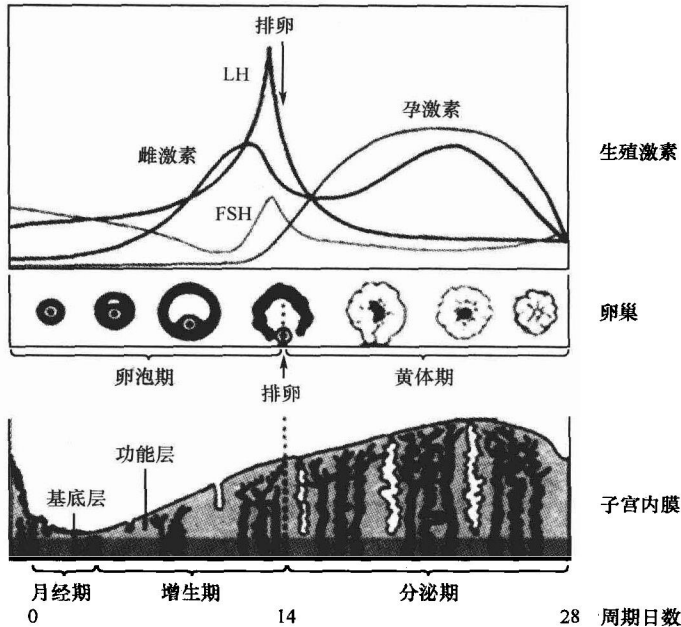 排卵
LH
孕激素
雌激素
生殖激素
FSH
卵巢
卵泡期
黄体期
排卵
功能层
基底层
子宫内膜
月经期
增生期
分泌期
0
14
28
周期日数